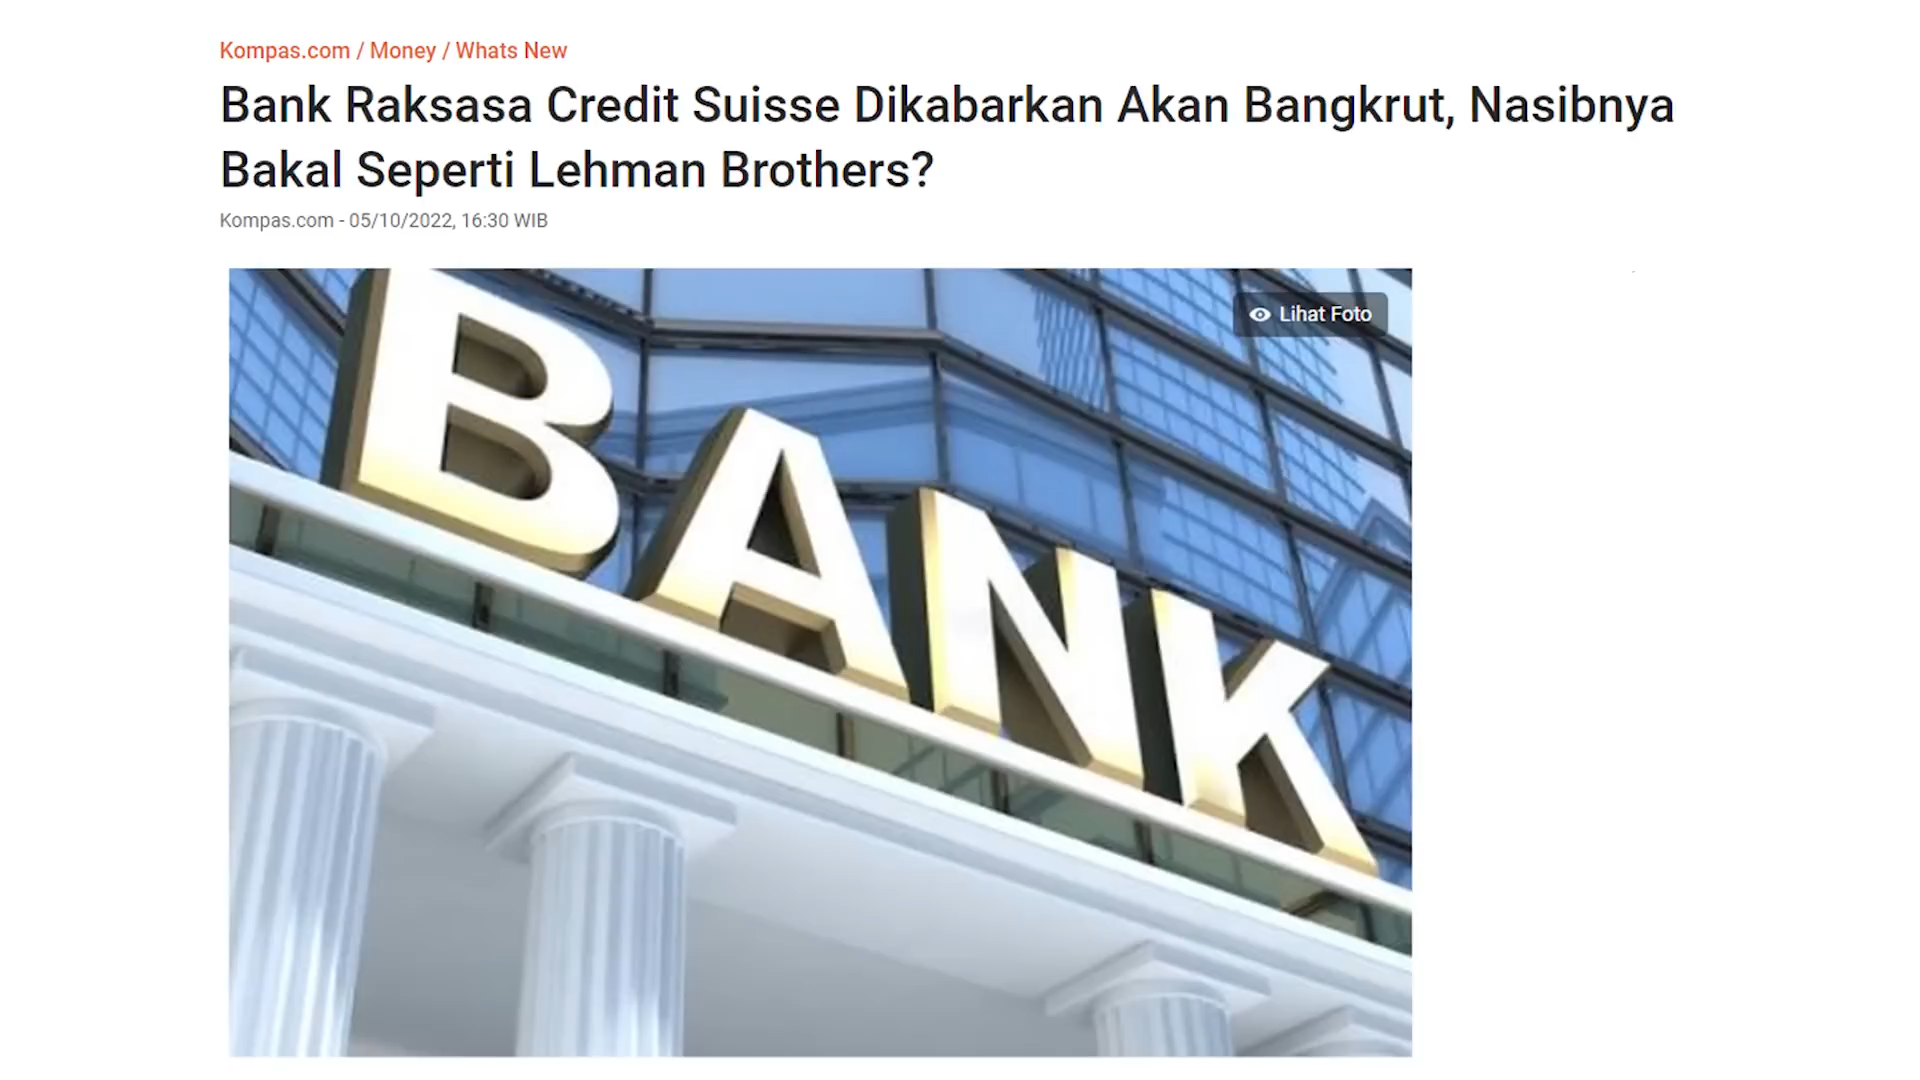 Kompas.com / Money / Whats New
Bank Raksasa Credit Suisse Dikabarkan Akan Bangkrut, Nasibnya
Bakal Seperti Lehman Brothers?
Kompas.com - 05/10/2022, 16:30 WIB
Lihat Foto
BANK